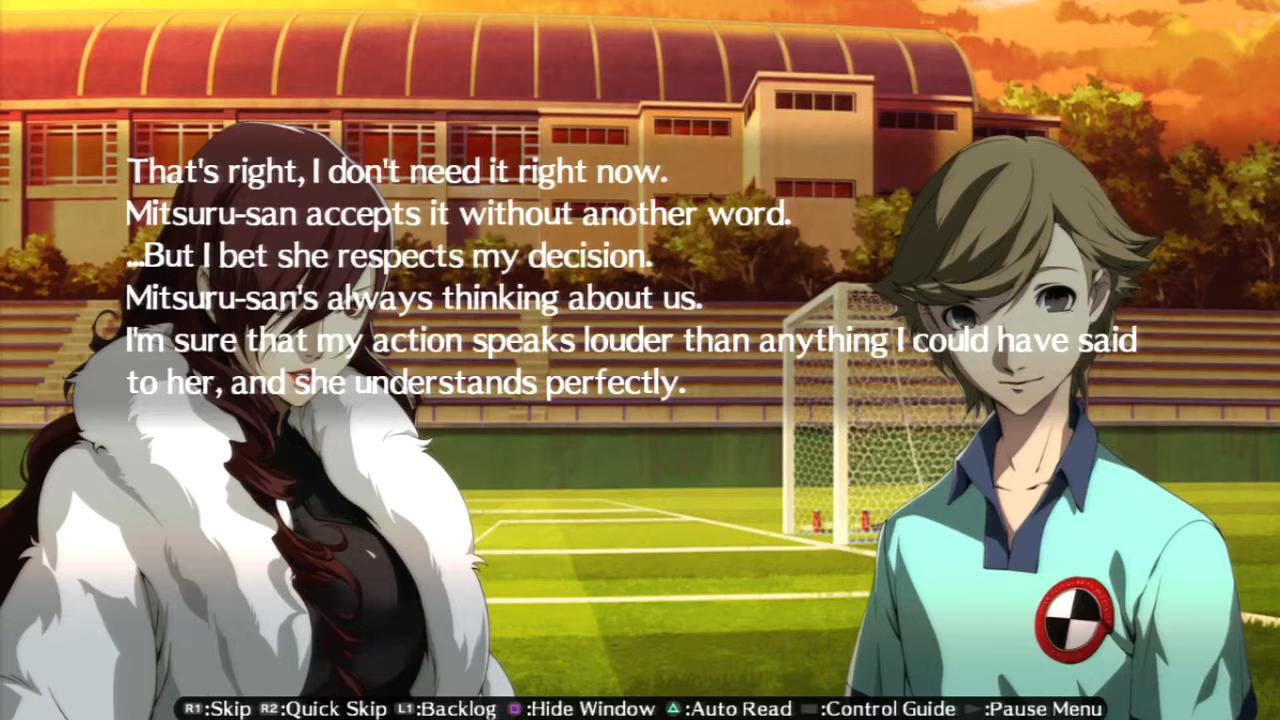 That's right, I don't need it right now.
Mitsuru-san accepts it without another word.
...But I bet she respects my decision.
Mitsuru-san's always thinking about us.
I'm sure that my action speaks louder than anything I could have said
to her, and she understands perfectly.
R1:Skip R2:Quick Skip L1:Backlog :Hide Window :Auto Read :Control Guide :Pause Menu